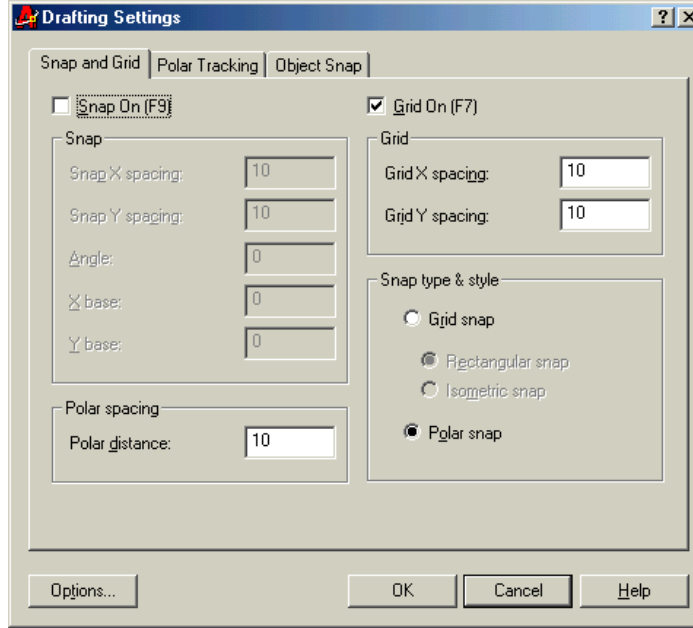 Drafting Settings
Snap and Grid
Polar Tracking
Object Snap
Snap On (F9)
Grid On (F7)
Snap
Snap X spacing: 10
Snap Y spacing: 10
Angle: 0
X base: 0
Y base: 0
Grid
Grid X spacing: 10
Grid Y spacing: 10
Snap type & style
Grid snap
Rectangular snap
Isometric snap
Polar snap
Polar spacing
Polar distance: 10
Options...
OK
Cancel
Help